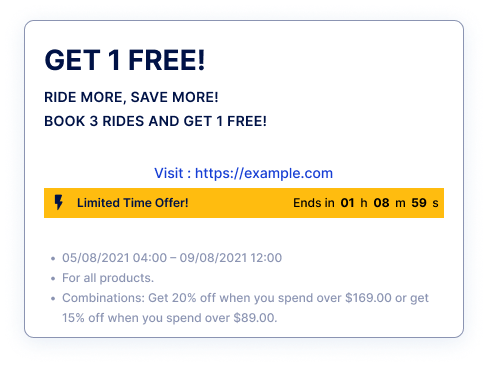 GET 1 FREE!
RIDE MORE, SAVE MORE!
BOOK 3 RIDES AND GET 1 FREE!
Visit : https://example.com
Limited Time Offer! Ends in 01 h 08 m 59 s
• 05/08/2021 04:00 – 09/08/2021 12:00
• For all products.
• Combinations: Get 20% off when you spend over $169.00 or get
15% off when you spend over $89.00.